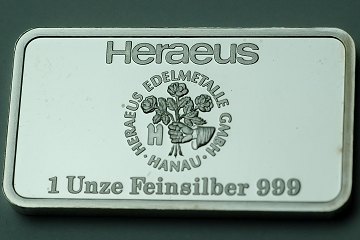 Heraeus
HERAEUS EDELMETALLE GMBH
H
· HANAU ·
1 Unze Feinsilber 999